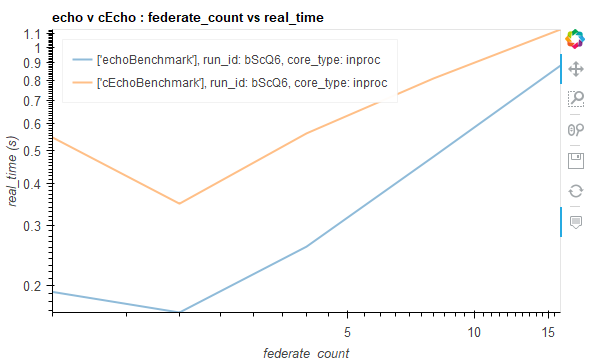 echo v cEcho : federate_count vs real_time
['echoBenchmark'], run_id: bScQ6, core_type: inproc
['cEchoBenchmark'], run_id: bScQ6, core_type: inproc
real_time (s)
1.1
1
0.9
0.8
0.7
0.6
0.5
0.4
0.3
0.2
5
10
15
federate_count